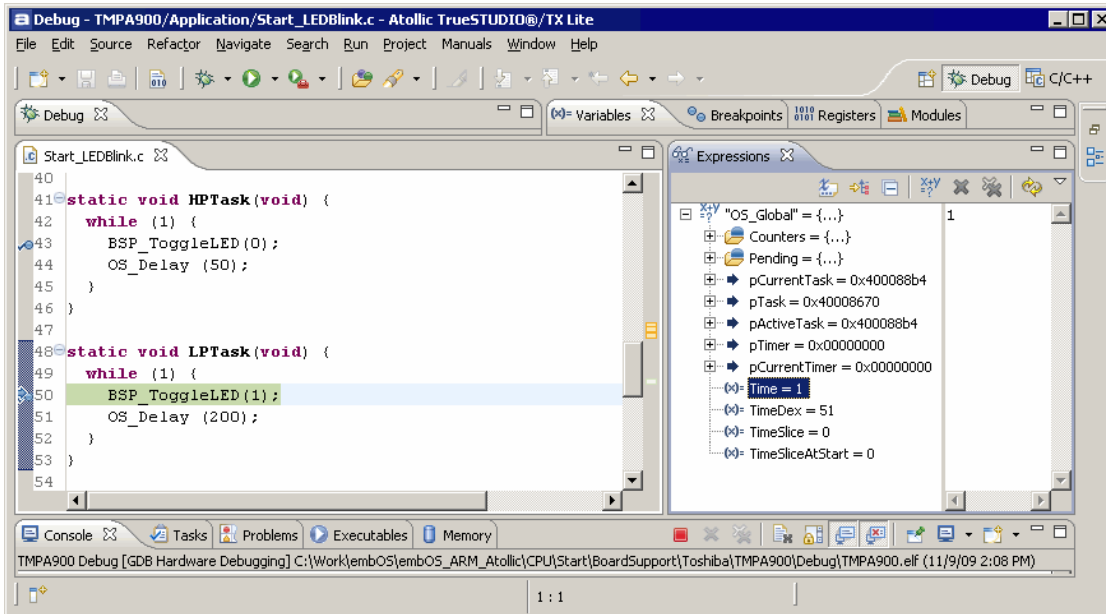 Debug - TMPA900/Application/Start_LEDBlink.c - Atollic TrueSTUDIO®/TX Lite
File Edit Source Refactor Navigate Search Run Project Manuals Window Help
Debug C/C++
Debug
(x)= Variables Breakpoints Registers Modules
Start_LEDBlink.c
Expressions
40
41 static void HPTask(void) {
42 while (1) {
43 BSP_ToggleLED(0);
44 OS_Delay (50);
45 }
46 }
47
48 static void LPTask(void) {
49 while (1) {
50 BSP_ToggleLED(1);
51 OS_Delay (200);
52 }
53 }
54
"OS_Global" = {...}
1
Counters = {...}
Pending = {...}
pCurrentTask = 0x400088b4
pTask = 0x40008670
pActiveTask = 0x400088b4
pTimer = 0x00000000
pCurrentTimer = 0x00000000
(x)= Time = 1
(x)= TimeDex = 51
(x)= TimeSlice = 0
(x)= TimeSliceAtStart = 0
Console Tasks Problems Executables Memory
TMPA900 Debug [GDB Hardware Debugging] C:\Work\embOS\embOS_ARM_Atollic\CPU\Start\BoardSupport\Toshiba\TMPA900\Debug\TMPA900.elf (11/9/09 2:08 PM)
1 : 1